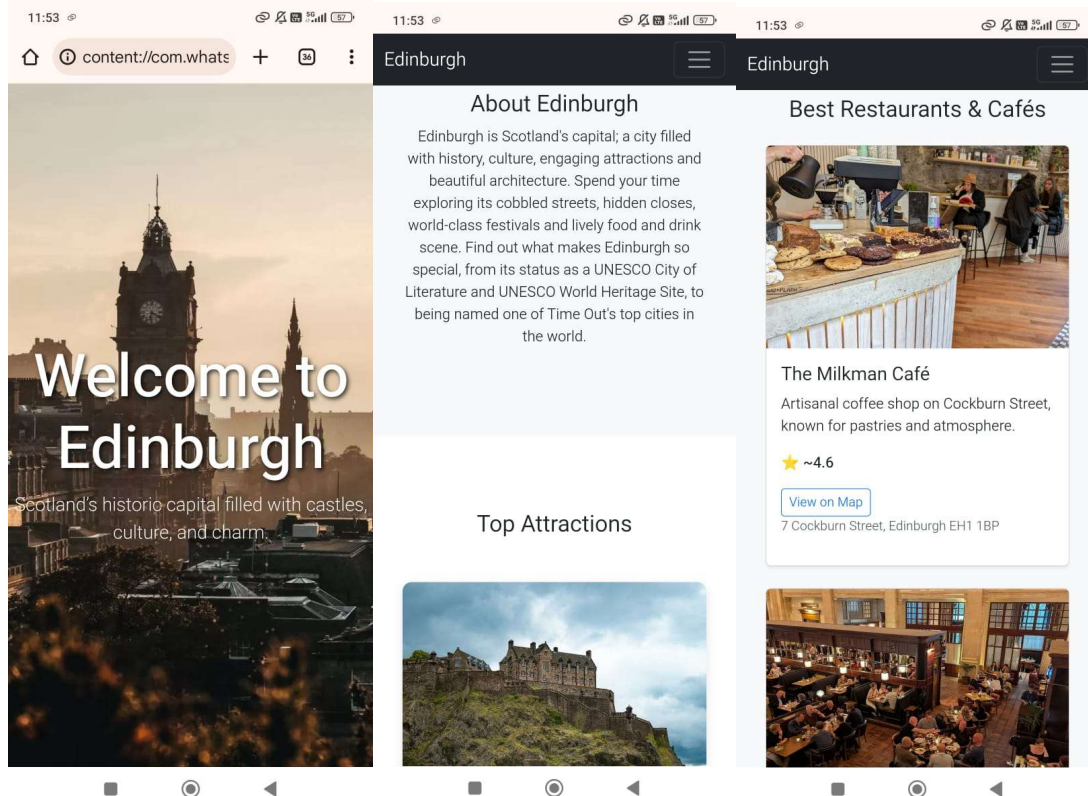 11:53
57
content://com.whats
36
Welcome to
Edinburgh
Scotland's historic capital filled with castles,
culture, and charm.
11:53
5G
57
Edinburgh
About Edinburgh
Edinburgh is Scotland's capital; a city filled
with history, culture, engaging attractions and
beautiful architecture. Spend your time
exploring its cobbled streets, hidden closes,
world-class festivals and lively food and drink
scene. Find out what makes Edinburgh so
special, from its status as a UNESCO City of
Literature and UNESCO World Heritage Site, to
being named one of Time Out's top cities in
the world.
Top Attractions
11:53
5G
57
Edinburgh
Best Restaurants & Cafés
The Milkman Café
Artisanal coffee shop on Cockburn Street,
known for pastries and atmosphere.
~4.6
View on Map
7 Cockburn Street, Edinburgh EH1 1BP